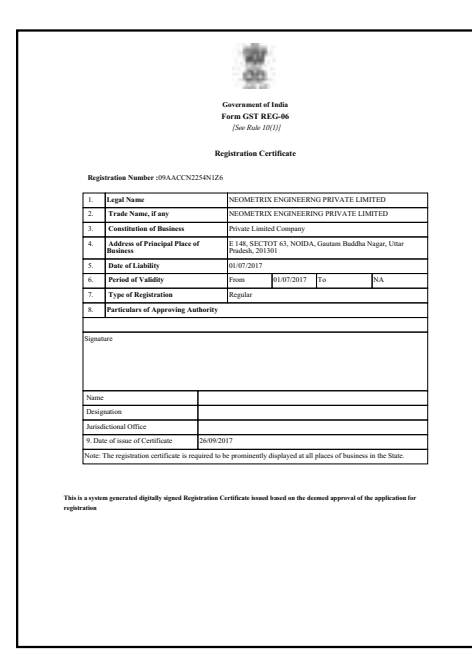 Government of India
Form GST REG-06
[See Rule 10(1)]
Registration Certificate
Registration Number :09AACCN2254N1Z6
1. Legal Name NEOMETRIX ENGINEERNG PRIVATE LIMITED
2. Trade Name, if any NEOMETRIX ENGINEERING PRIVATE LIMITED
3. Constitution of Business Private Limited Company
4. Address of Principal Place of Business E 148, SECTOT 63, NOIDA, Gautam Buddha Nagar, Uttar Pradesh, 201301
5. Date of Liability 01/07/2017
6. Period of Validity From 01/07/2017 To NA
7. Type of Registration Regular
8. Particulars of Approving Authority
Signature
Name
Designation
Jurisdictional Office
9. Date of issue of Certificate 26/09/2017
Note: The registration certificate is required to be prominently displayed at all places of business in the State.
This is a system generated digitally signed Registration Certificate issued based on the deemed approval of the application for
registration